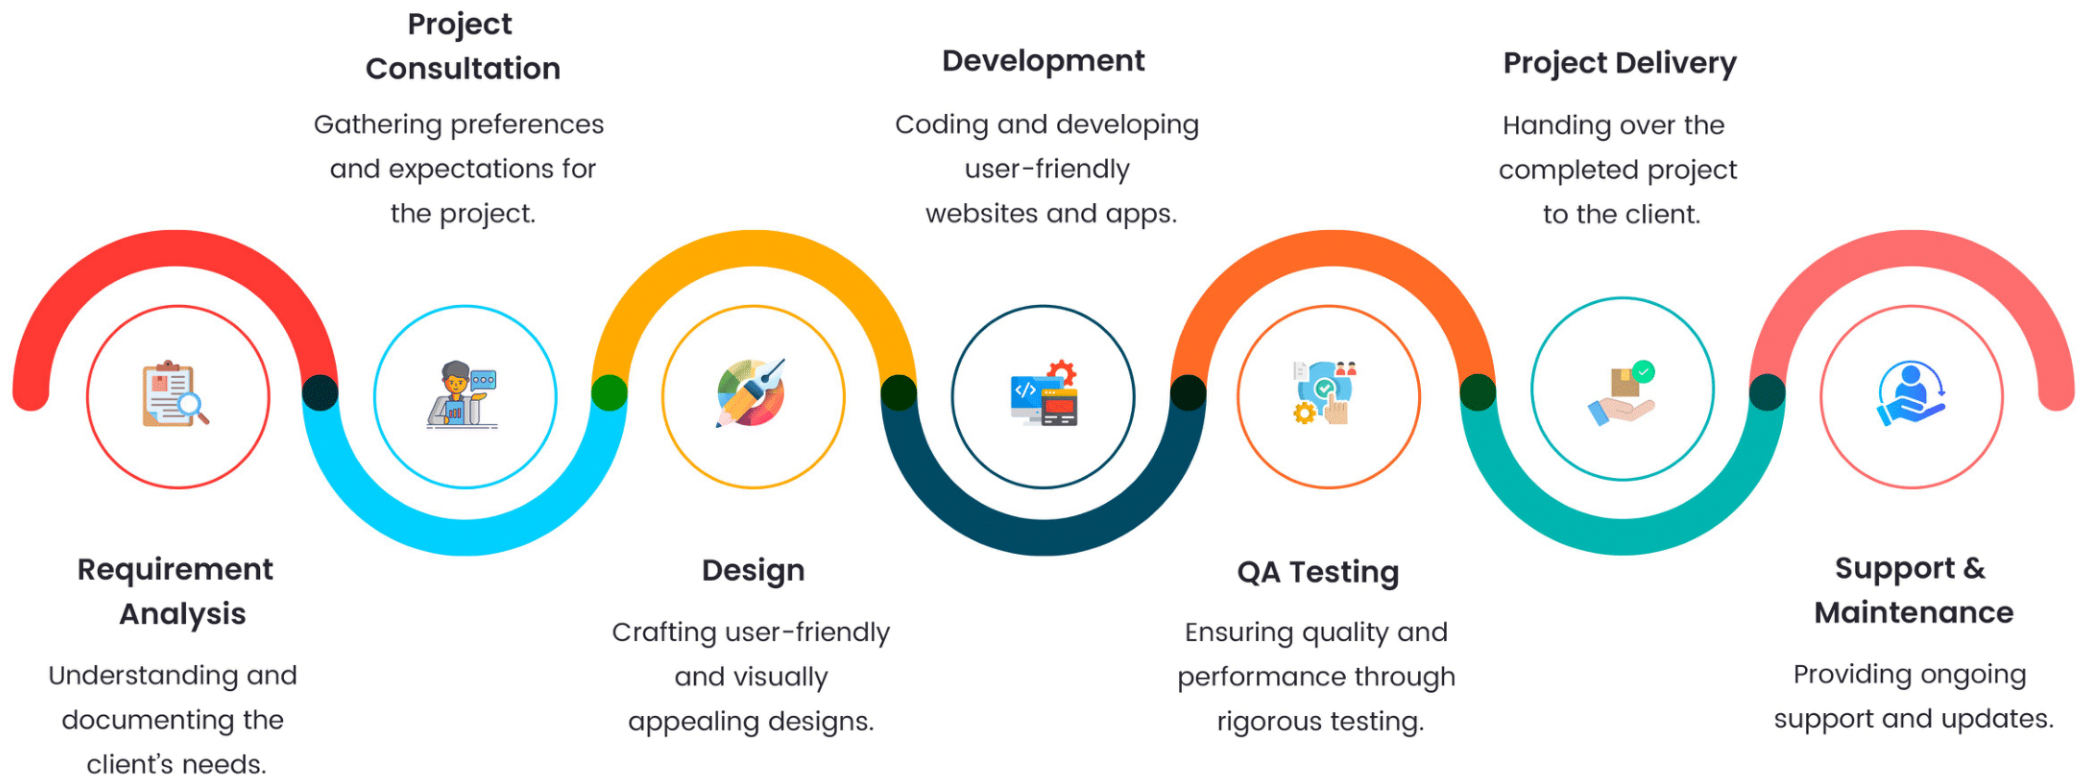 Requirement
Analysis
Understanding and
documenting the
client's needs.
Project
Consultation
Gathering preferences
and expectations for
the project.
Design
Crafting user-friendly
and visually
appealing designs.
Development
Coding and developing
user-friendly
websites and apps.
QA Testing
Ensuring quality and
performance through
rigorous testing.
Project Delivery
Handing over the
completed project
to the client.
Support &
Maintenance
Providing ongoing
support and updates.